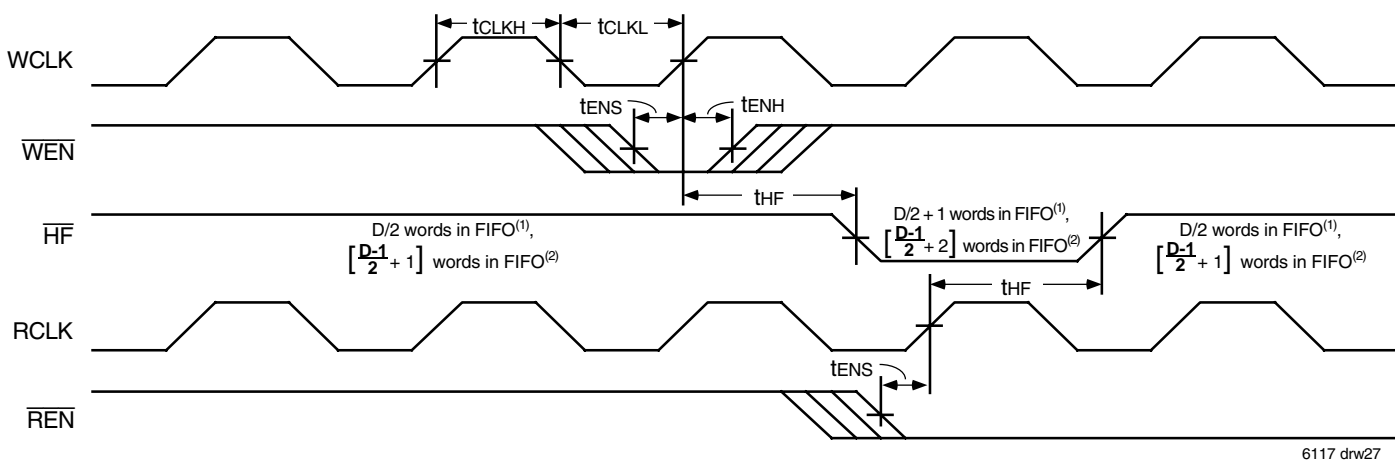 tCLKH
tCLKL
WCLK
tENS
tENH
WEN
tHF
HF
D/2 words in FIFO(1),
[D-1/2 + 1] words in FIFO(2)
D/2 + 1 words in FIFO(1),
[D-1/2 + 2] words in FIFO(2)
D/2 words in FIFO(1),
[D-1/2 + 1] words in FIFO(2)
tHF
RCLK
tENS
REN
6117 drw27